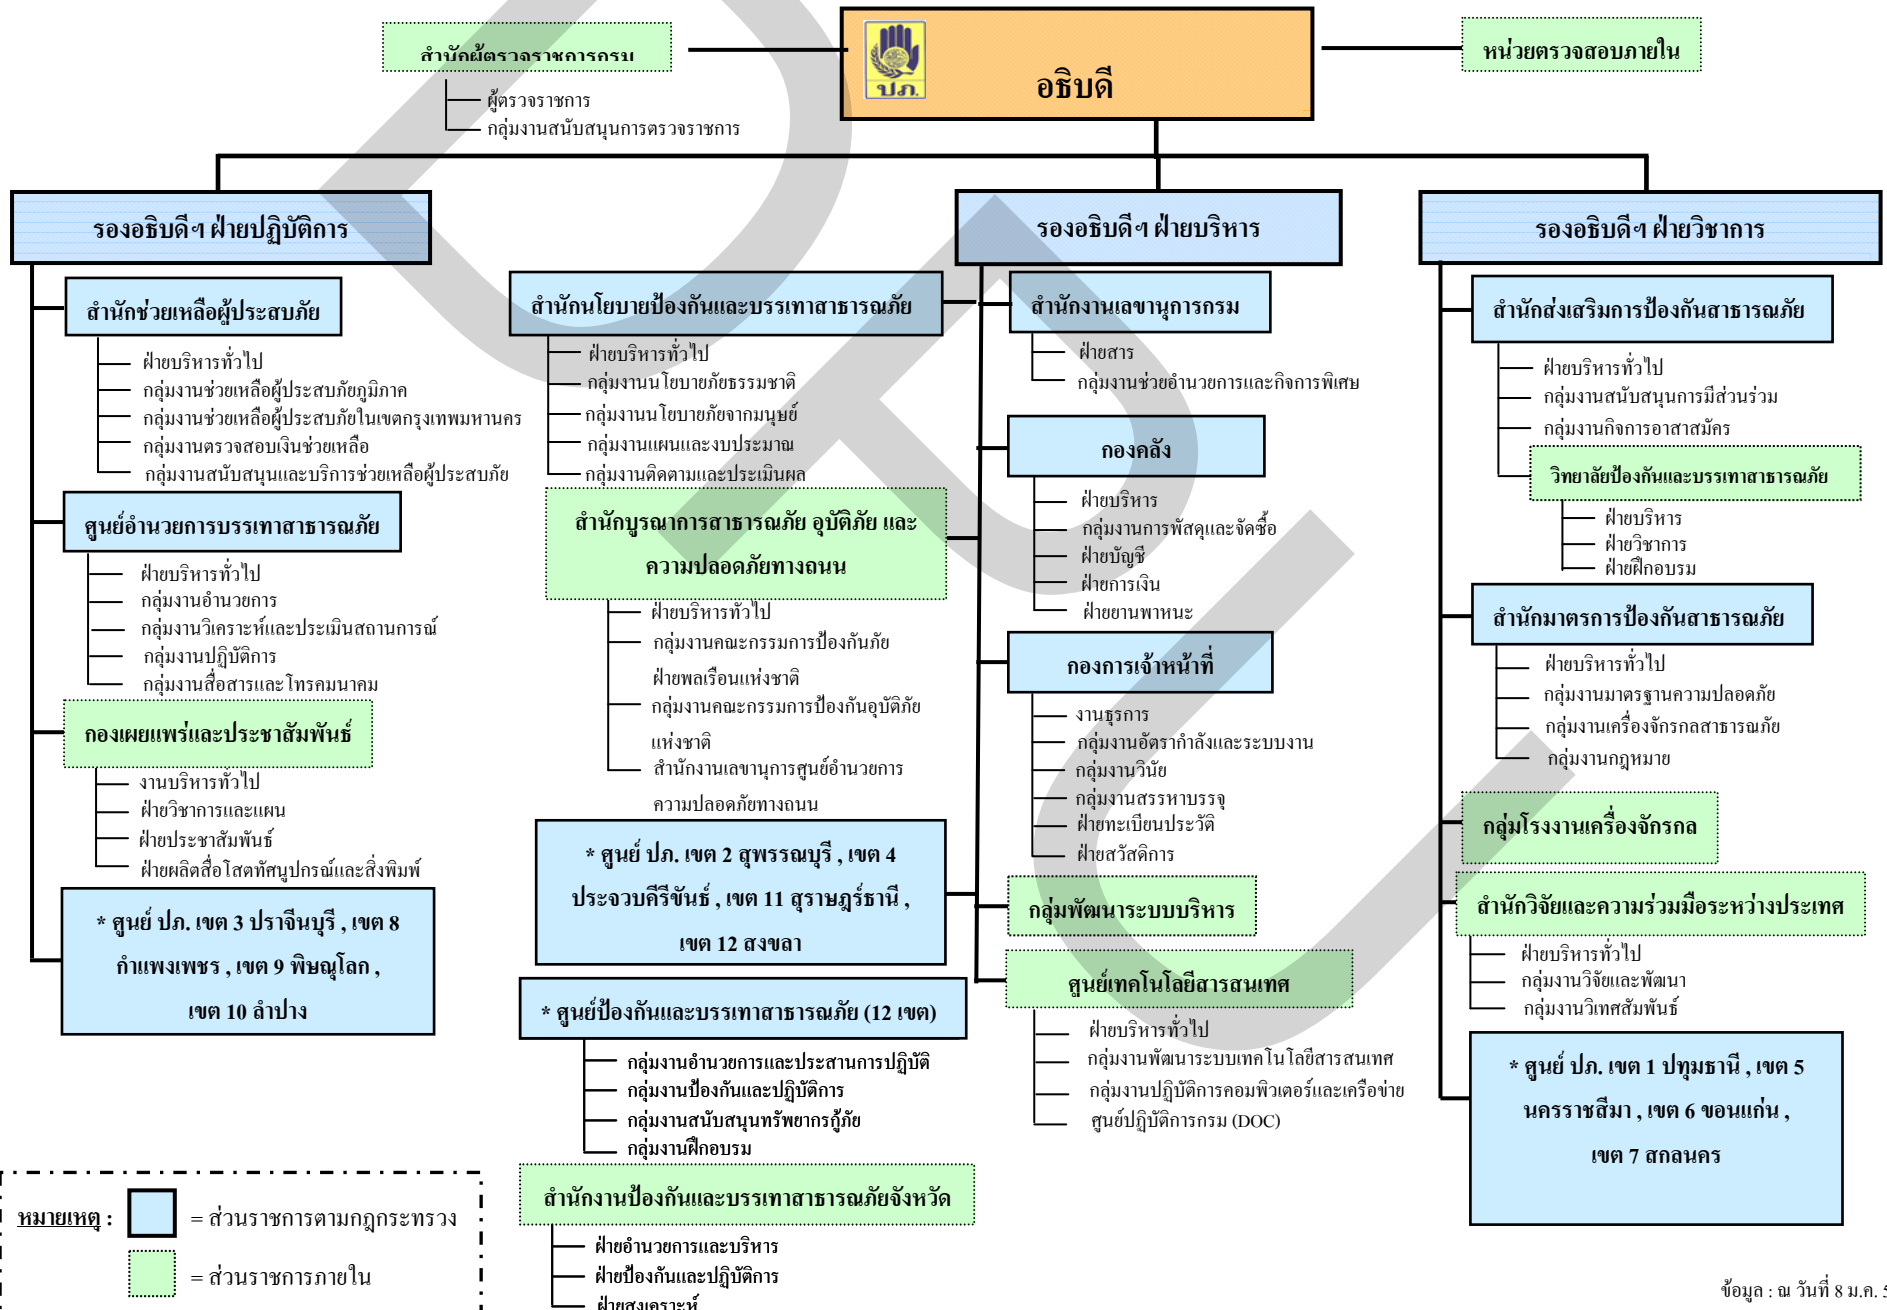 สำนักผู้ตรวจราชการกรม
ผู้ตรวจราชการ
กลุ่มงานสนับสนุนการตรวจราชการ
ปภ.
อธิบดี
หน่วยตรวจสอบภายใน
รองอธิบดีฯ ฝ่ายปฏิบัติการ
สำนักช่วยเหลือผู้ประสบภัย
ฝ่ายบริหารทั่วไป
กลุ่มงานช่วยเหลือผู้ประสบภัยภูมิภาค
กลุ่มงานช่วยเหลือผู้ประสบภัยในเขตกรุงเทพมหานคร
กลุ่มงานตรวจสอบเงินช่วยเหลือ
กลุ่มงานสนับสนุนและบริการช่วยเหลือผู้ประสบภัย
ศูนย์อำนวยการบรรเทาสาธารณภัย
ฝ่ายบริหารทั่วไป
กลุ่มงานอำนวยการ
กลุ่มงานวิเคราะห์และประเมินสถานการณ์
กลุ่มงานปฏิบัติการ
กลุ่มงานสื่อสารและโทรคมนาคม
กองเผยแพร่และประชาสัมพันธ์
งานบริหารทั่วไป
ฝ่ายวิชาการและแผน
ฝ่ายประชาสัมพันธ์
ฝ่ายผลิตสื่อโสตทัศนูปกรณ์และสิ่งพิมพ์
* ศูนย์ ปภ. เขต 3 ปราจีนบุรี , เขต 8
กำแพงเพชร , เขต 9 พิษณุโลก ,
เขต 10 ลำปาง
รองอธิบดีฯ ฝ่ายบริหาร
สำนักนโยบายป้องกันและบรรเทาสาธารณภัย
ฝ่ายบริหารทั่วไป
กลุ่มงานนโยบายภัยธรรมชาติ
กลุ่มงานนโยบายภัยจากมนุษย์
กลุ่มงานแผนและงบประมาณ
กลุ่มงานติดตามและประเมินผล
สำนักบูรณาการสาธารณภัย อุบัติภัย และ
ความปลอดภัยทางถนน
ฝ่ายบริหารทั่วไป
กลุ่มงานคณะกรรมการป้องกันภัย
ฝ่ายพลเรือนแห่งชาติ
กลุ่มงานคณะกรรมการป้องกันอุบัติภัย
แห่งชาติ
สำนักงานเลขานุการศูนย์อำนวยการ
ความปลอดภัยทางถนน
* ศูนย์ ปภ. เขต 2 สุพรรณบุรี , เขต 4
ประจวบคีรีขันธ์ , เขต 11 สุราษฎร์ธานี ,
เขต 12 สงขลา
* ศูนย์ป้องกันและบรรเทาสาธารณภัย (12 เขต)
กลุ่มงานอำนวยการและประสานการปฏิบัติ
กลุ่มงานป้องกันและปฏิบัติการ
กลุ่มงานสนับสนุนทรัพยากรกู้ภัย
กลุ่มงานฝึกอบรม
สำนักงานป้องกันและบรรเทาสาธารณภัยจังหวัด
ฝ่ายอำนวยการและบริหาร
ฝ่ายป้องกันและปฏิบัติการ
ฝ่ายสงเคราะห์
สำนักงานเลขานุการกรม
ฝ่ายสาร
กลุ่มงานช่วยอำนวยการและกิจการพิเศษ
กองคลัง
ฝ่ายบริหาร
กลุ่มงานการพัสดุและจัดซื้อ
ฝ่ายบัญชี
ฝ่ายการเงิน
ฝ่ายยานพาหนะ
กองการเจ้าหน้าที่
งานธุรการ
กลุ่มงานอัตรากำลังและระบบงาน
กลุ่มงานวินัย
กลุ่มงานสรรหาบรรจุ
ฝ่ายทะเบียนประวัติ
ฝ่ายสวัสดิการ
กลุ่มพัฒนาระบบบริหาร
ศูนย์เทคโนโลยีสารสนเทศ
ฝ่ายบริหารทั่วไป
กลุ่มงานพัฒนาระบบเทคโนโลยีสารสนเทศ
กลุ่มงานปฏิบัติการคอมพิวเตอร์และเครือข่าย
ศูนย์ปฏิบัติการกรม (DOC)
รองอธิบดีฯ ฝ่ายวิชาการ
สำนักส่งเสริมการป้องกันสาธารณภัย
ฝ่ายบริหารทั่วไป
กลุ่มงานสนับสนุนการมีส่วนร่วม
กลุ่มงานกิจการอาสาสมัคร
วิทยาลัยป้องกันและบรรเทาสาธารณภัย
ฝ่ายบริหาร
ฝ่ายวิชาการ
ฝ่ายฝึกอบรม
สำนักมาตรการป้องกันสาธารณภัย
ฝ่ายบริหารทั่วไป
กลุ่มงานมาตรฐานความปลอดภัย
กลุ่มงานเครื่องจักรกลสาธารณภัย
กลุ่มงานกฎหมาย
กลุ่มโรงงานเครื่องจักรกล
สำนักวิจัยและความร่วมมือระหว่างประเทศ
ฝ่ายบริหารทั่วไป
กลุ่มงานวิจัยและพัฒนา
กลุ่มงานวิเทศสัมพันธ์
* ศูนย์ ปภ. เขต 1 ปทุมธานี , เขต 5
นครราชสีมา , เขต 6 ขอนแก่น ,
เขต 7 สกลนคร
หมายเหตุ :
= ส่วนราชการตามกฎกระทรวง
= ส่วนราชการภายใน
ข้อมูล : ณ วันที่ 8 ม.ค.
DPU